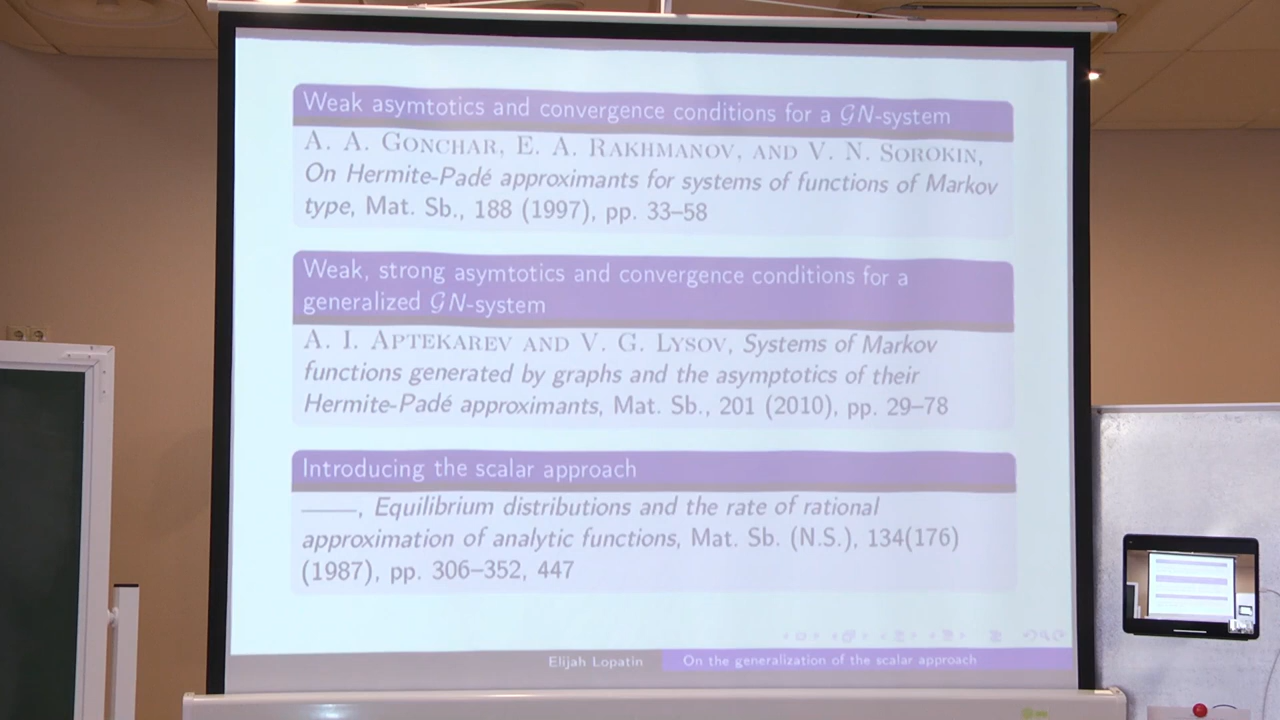 Weak asymtotics and convergence conditions for a 𝒢𝒩-system
A. A. Gonchar, E. A. Rakhmanov, and V. N. Sorokin,
On Hermite-Padé approximants for systems of functions of Markov
type, Mat. Sb., 188 (1997), pp. 33–58
Weak, strong asymtotics and convergence conditions for a
generalized 𝒢𝒩-system
A. I. Aptekarev and V. G. Lysov, Systems of Markov
functions generated by graphs and the asymptotics of their
Hermite-Padé approximants, Mat. Sb., 201 (2010), pp. 29–78
Introducing the scalar approach
——, Equilibrium distributions and the rate of rational
approximation of analytic functions, Mat. Sb. (N.S.), 134(176)
(1987), pp. 306–352, 447
Elijah Lopatin On the generalization of the scalar approach